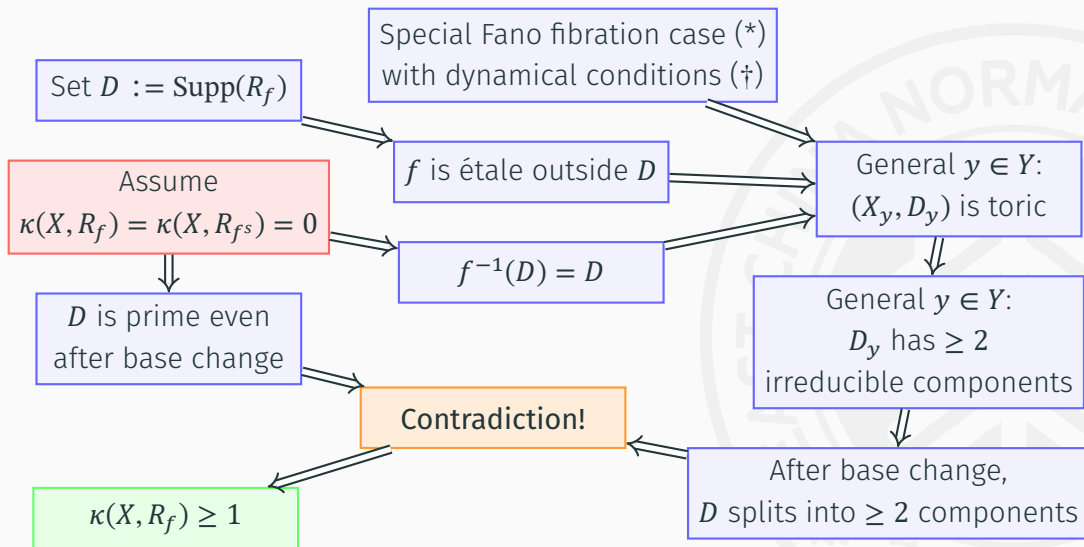 Special Fano fibration case (*)
with dynamical conditions (†)
Set D := Supp(R_f)
f is étale outside D
General y ∈ Y:
(X_y, D_y) is toric
Assume
κ(X, R_f) = κ(X, R_{f^s}) = 0
f⁻¹(D) = D
D is prime even
after base change
General y ∈ Y:
D_y has ≥ 2
irreducible components
Contradiction!
After base change,
D splits into ≥ 2 components
κ(X, R_f) ≥ 1